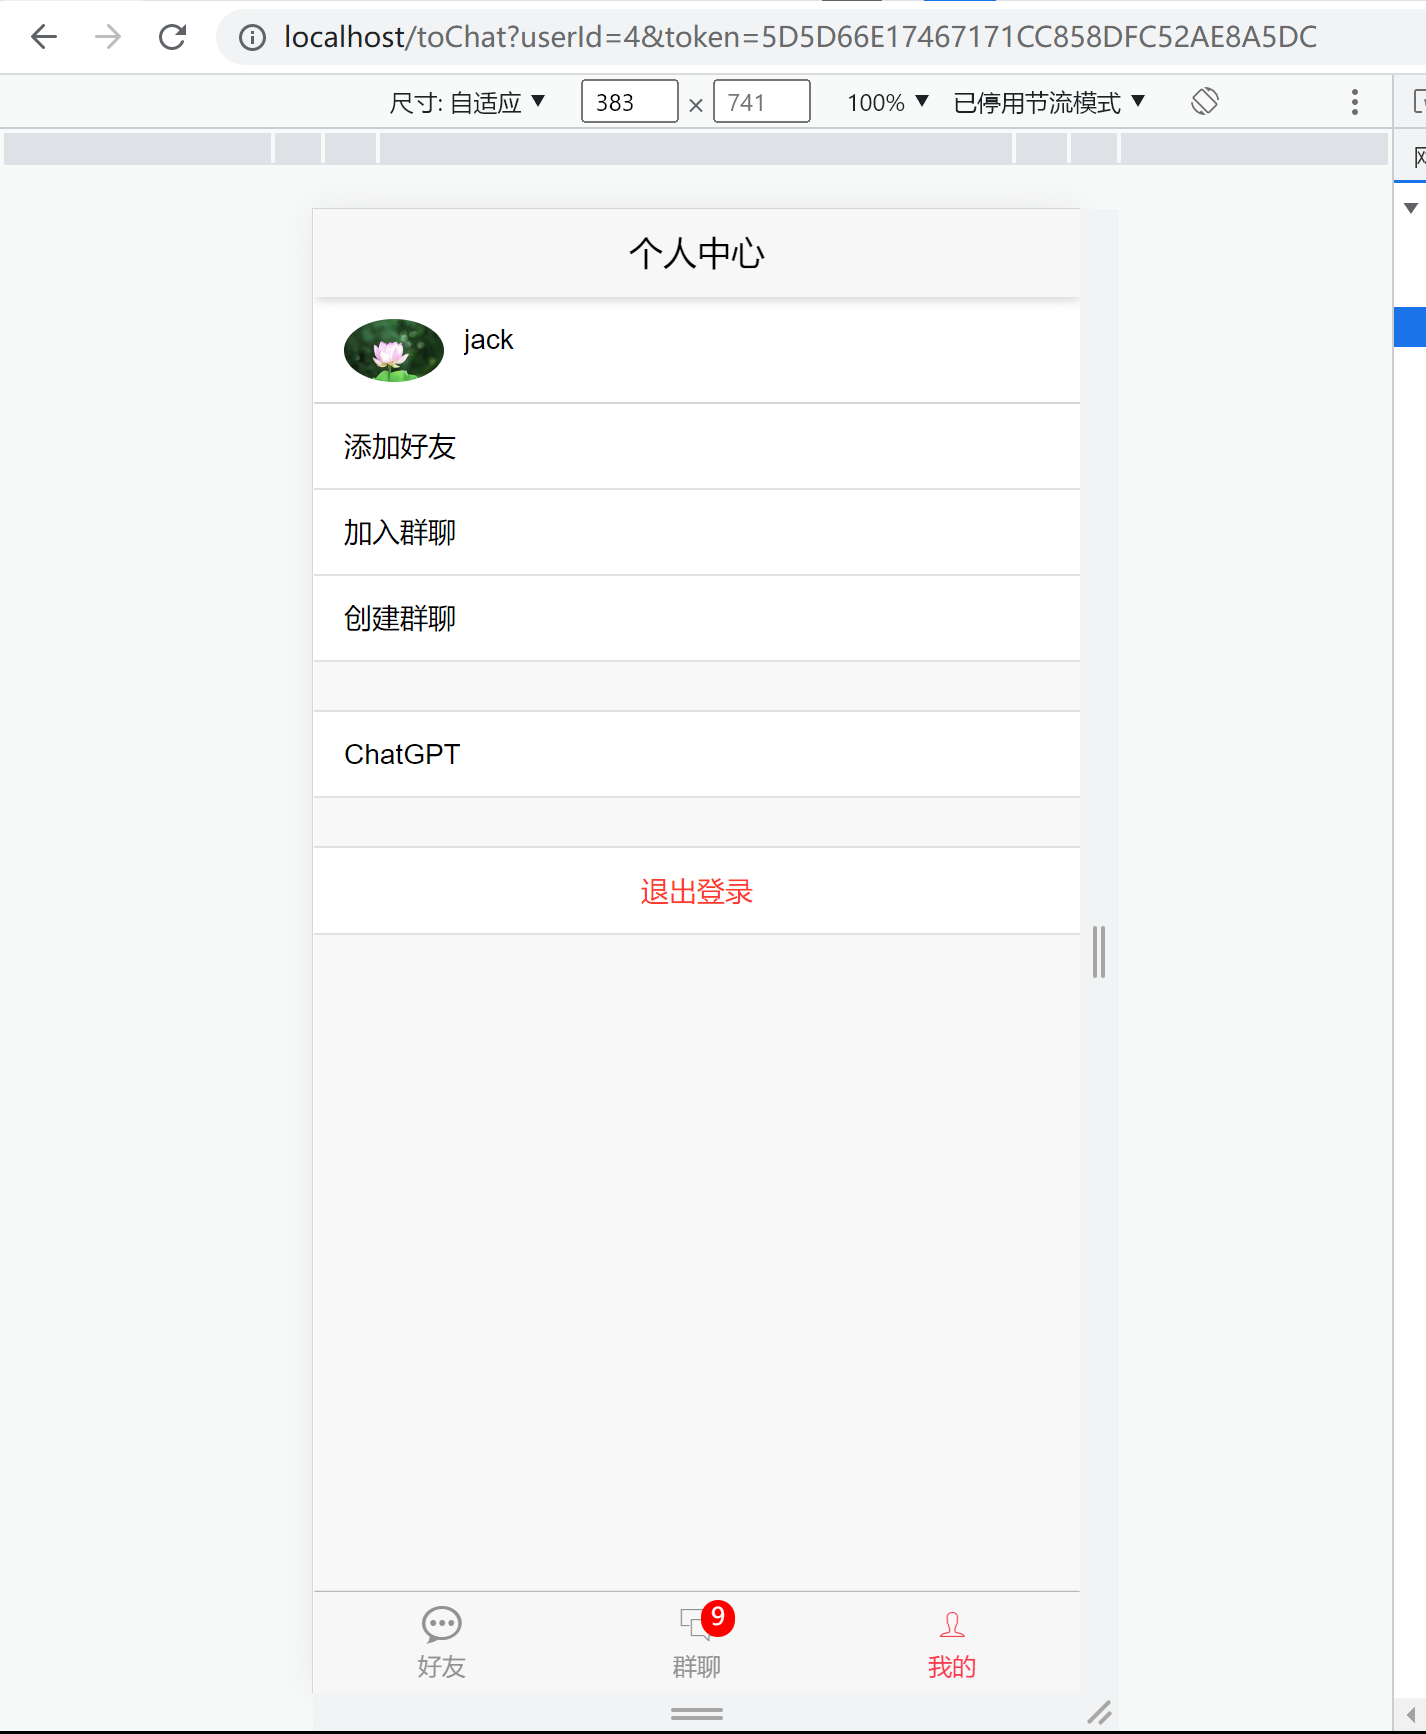 localhost/toChat?userId=4&token=5D5D66E17467171CC858DFC52AE8A5DC
尺寸: 自适应 ▼ 383 × 741 100% ▼ 已停用节流模式 ▼
个人中心
jack
添加好友
加入群聊
创建群聊
ChatGPT
退出登录
9
好友 群聊 我的